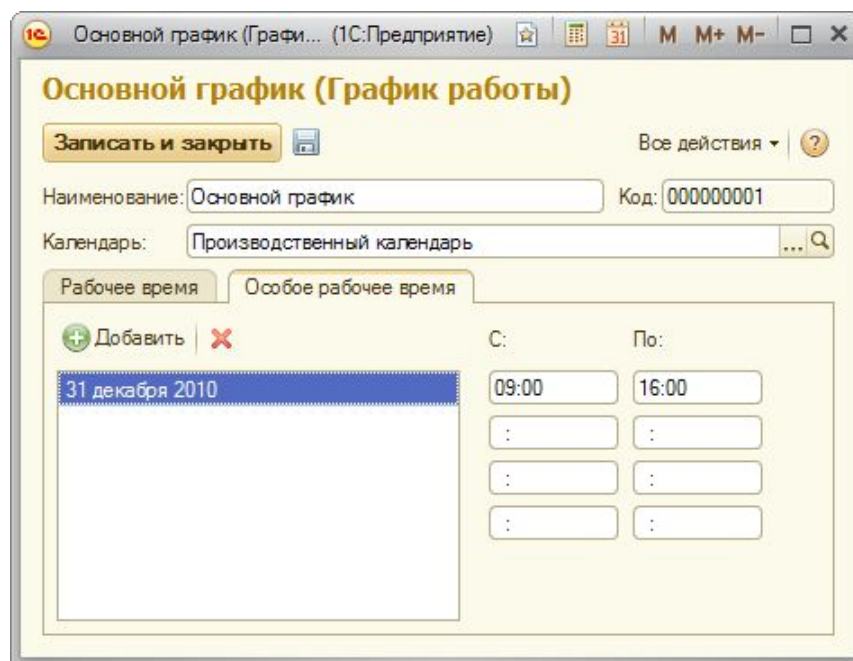 1С Основной график (Графи... (1С:Предприятие) 31 M M+ M-
Основной график (График работы)
Записать и закрыть Все действия ?
Наименование: Основной график Код: 000000001
Календарь: Производственный календарь ...
Рабочее время Особое рабочее время
Добавить С: По:
31 декабря 2010 09:00 16:00
: :
: :
: :